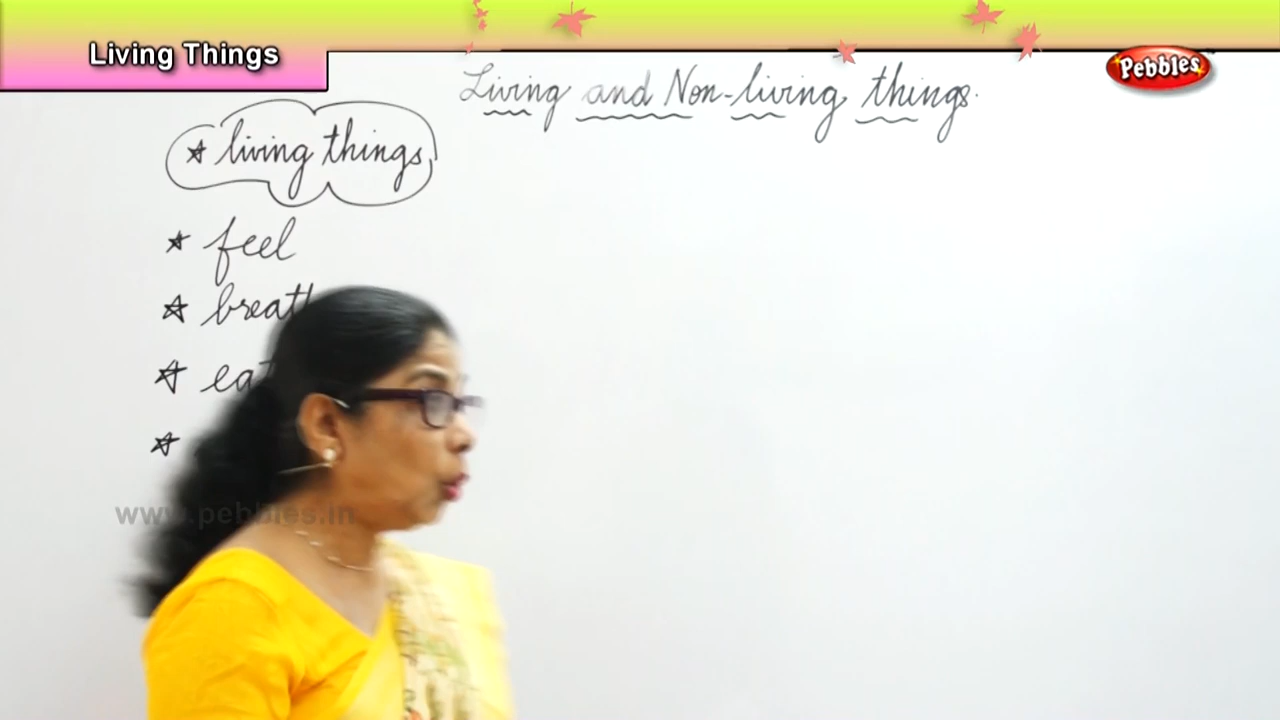 Living Things
Pebbles
Living and Non-living things.
★ living things
★ feel
★
★
★
www.pebbles.in